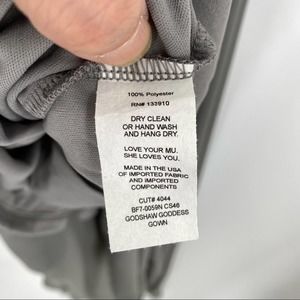 100% Polyester
RN# 133910
DRY CLEAN
OR HAND WASH
AND HANG DRY.
LOVE YOUR MU.
SHE LOVES YOU.
MADE IN THE USA
OF IMPORTED FABRIC
AND IMPORTED
COMPONENTS
CUT# 4044
BF7-0059N CS46
GODSHAW GODDESS
GOWN